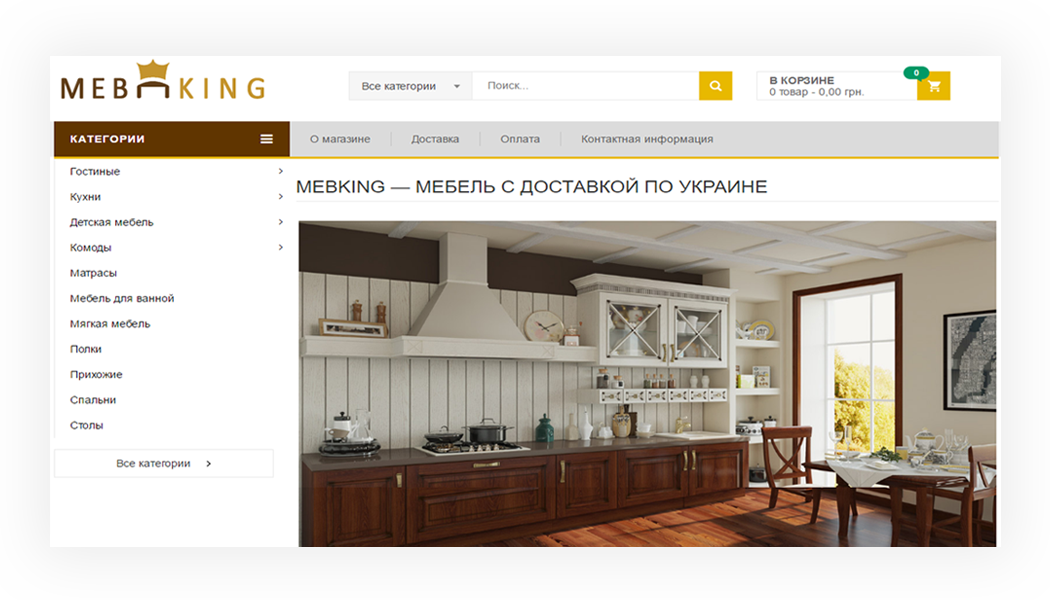 MEB KING
Все категории
Поиск...
В КОРЗИНЕ
0 товар - 0,00 грн.
0
КАТЕГОРИИ
О магазине
Доставка
Оплата
Контактная информация
Гостиные
Кухни
Детская мебель
Комоды
Матрасы
Мебель для ванной
Мягкая мебель
Полки
Прихожие
Спальни
Столы
Все категории
MEBKING — МЕБЕЛЬ С ДОСТАВКОЙ ПО УКРАИНЕ